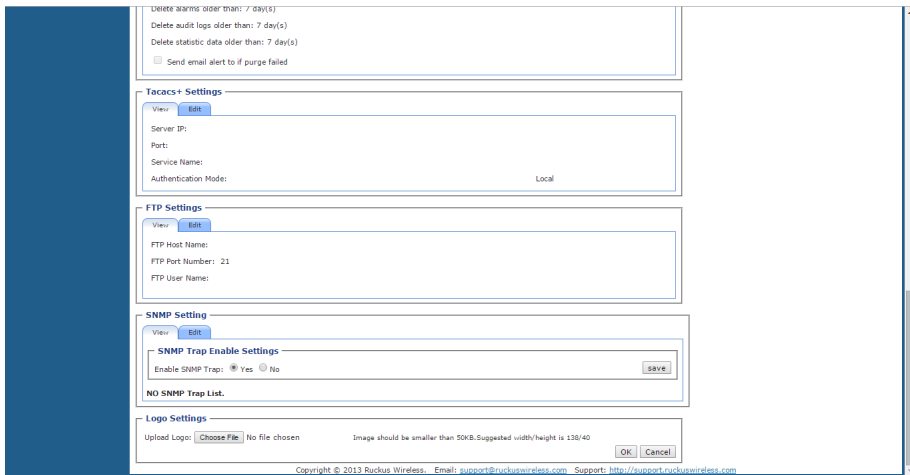 Delete alarms older than: 7 day(s)
Delete audit logs older than: 7 day(s)
Delete statistic data older than: 7 day(s)
Send email alert to if purge failed
Tacacs+ Settings
View Edit
Server IP:
Port:
Service Name:
Authentication Mode: Local
FTP Settings
View Edit
FTP Host Name:
FTP Port Number: 21
FTP User Name:
SNMP Setting
View Edit
SNMP Trap Enable Settings
Enable SNMP Trap: Yes No save
NO SNMP Trap List.
Logo Settings
Upload Logo: Choose File No file chosen Image should be smaller than 50KB.Suggested width/height is 138/40
OK Cancel
Copyright © 2013 Ruckus Wireless. Email: support@ruckuswireless.com Support: http://support.ruckuswireless.com